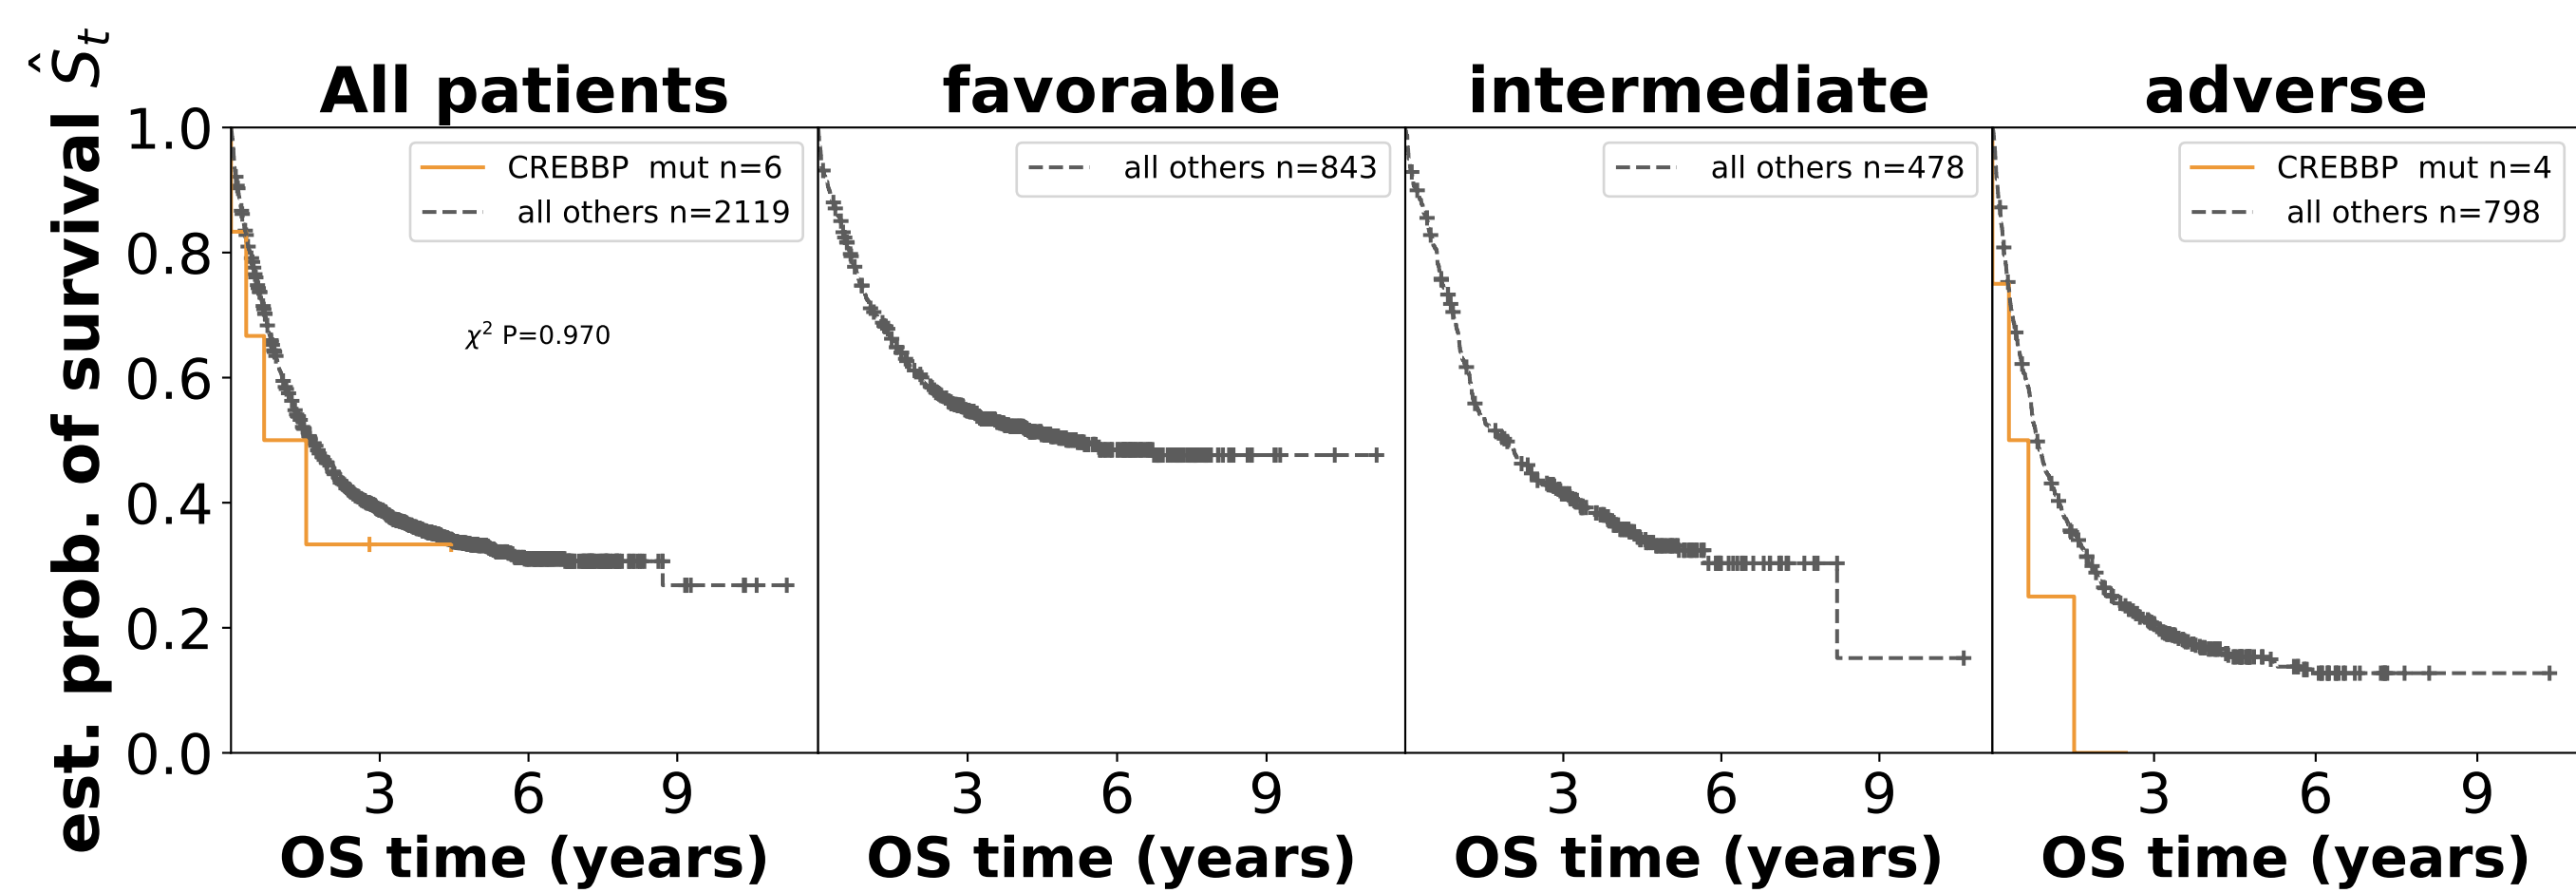 est. prob. of survival Ŝt
All patients
favorable
intermediate
adverse
1.0
0.8
0.6
0.4
0.2
0.0
CREBBP  mut n=6
all others n=2119
χ² P=0.970
3 6 9
OS time (years)
all others n=843
3 6 9
OS time (years)
all others n=478
3 6 9
OS time (years)
CREBBP  mut n=4
all others n=798
3 6 9
OS time (years)